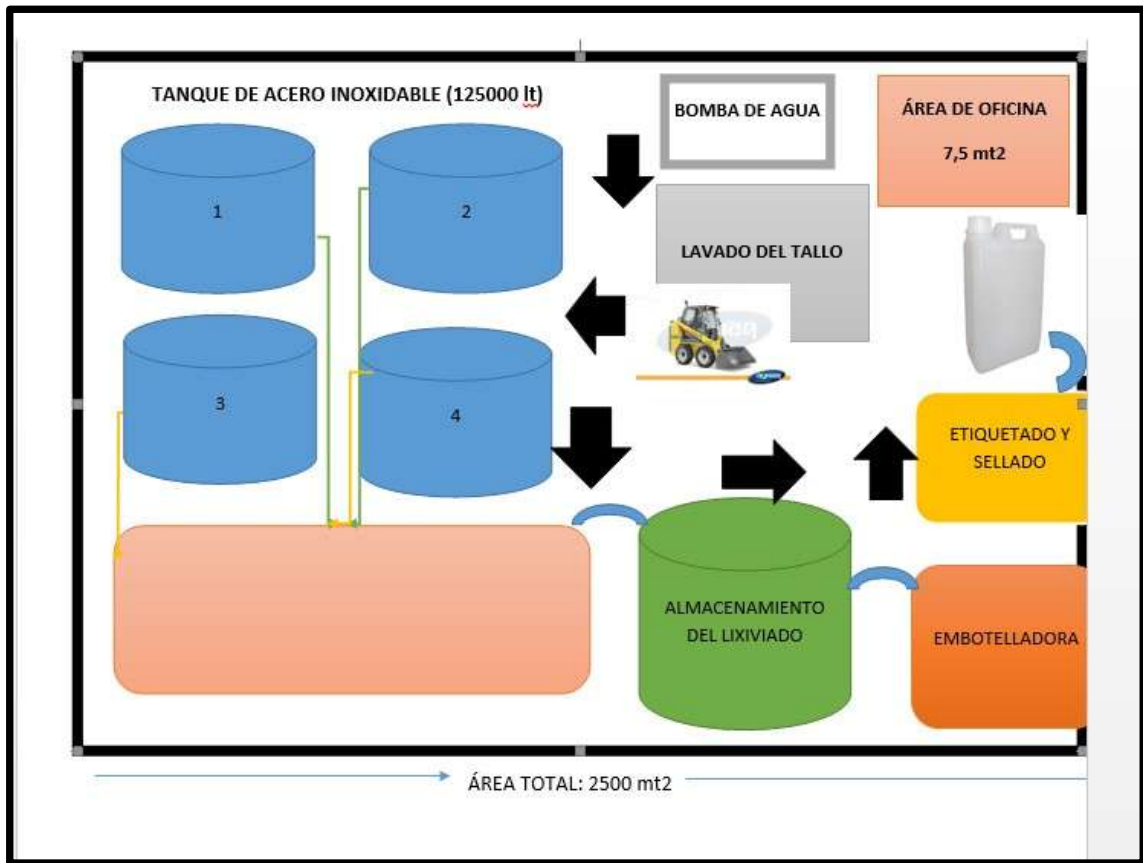 TANQUE DE ACERO INOXIDABLE (125000 lt)
BOMBA DE AGUA
ÁREA DE OFICINA
7,5 mt2
1
2
LAVADO DEL TALLO
3
4
ETIQUETADO Y
SELLADO
ALMACENAMIENTO
DEL LIXIVIADO
EMBOTELLADORA
ÁREA TOTAL: 2500 mt2